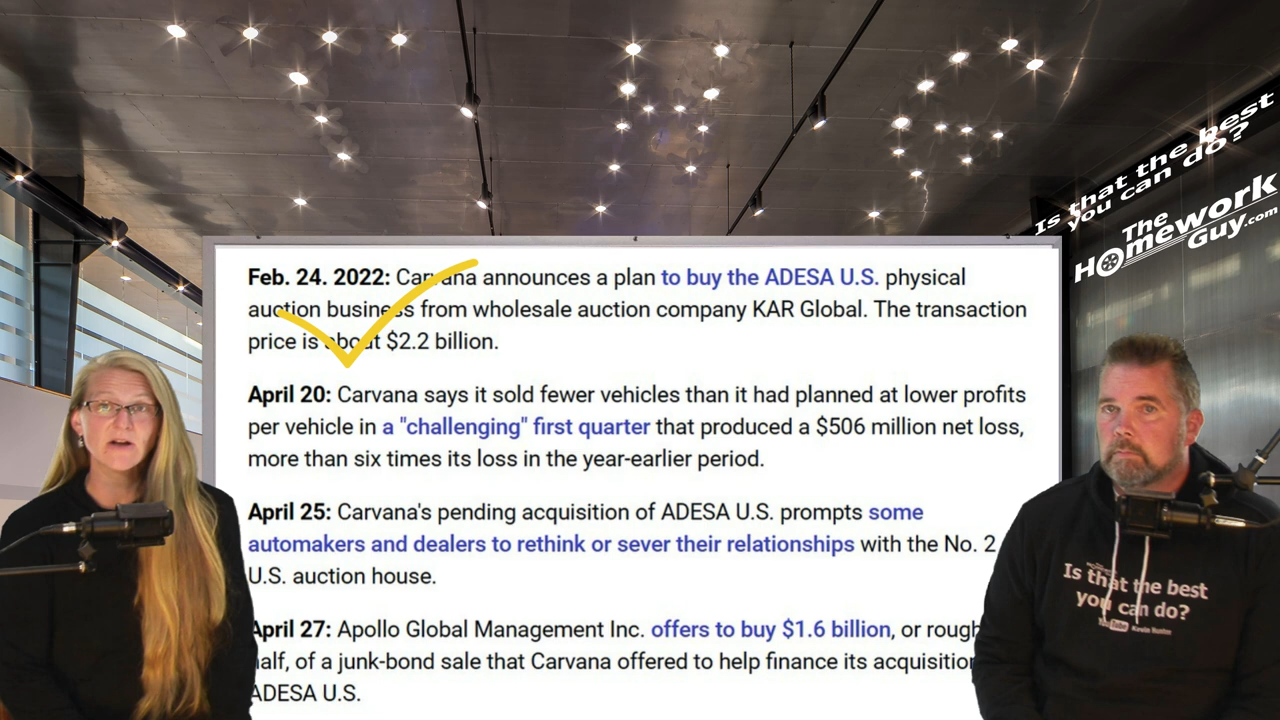 Feb. 24. 2022: Carvana announces a plan to buy the ADESA U.S. physical
auction business from wholesale auction company KAR Global. The transaction
price is about $2.2 billion.
April 20: Carvana says it sold fewer vehicles than it had planned at lower profits
per vehicle in a "challenging" first quarter that produced a $506 million net loss,
more than six times its loss in the year-earlier period.
April 25: Carvana's pending acquisition of ADESA U.S. prompts some
automakers and dealers to rethink or sever their relationships with the No. 2
U.S. auction house.
April 27: Apollo Global Management Inc. offers to buy $1.6 billion, or rough
half, of a junk-bond sale that Carvana offered to help finance its acquisition
ADESA U.S.
Is that the best
you can do?
The
Homework
Guy.com
Is that the best
you can do?
YouTube Kevin Hunter